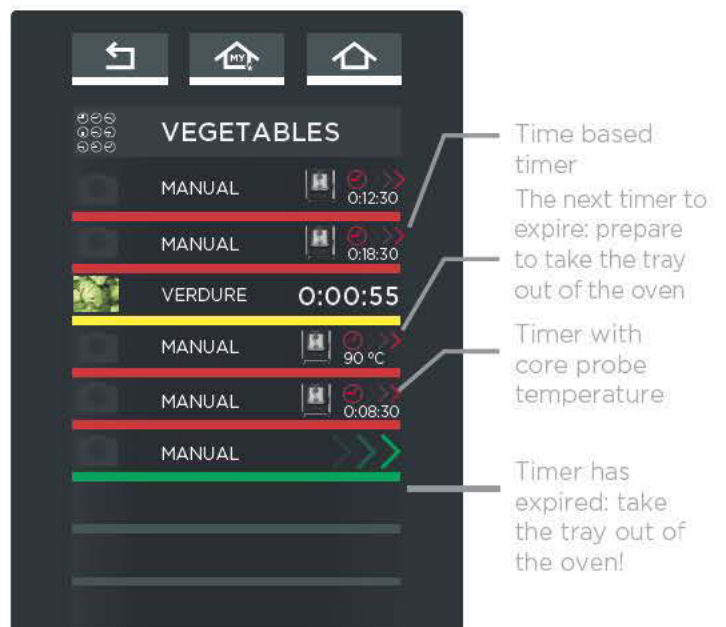 MY
VEGETABLES
MANUAL
0:12:30
MANUAL
0:18:30
VERDURE 0:00:55
MANUAL
90 ºC
MANUAL
0:08:30
MANUAL
Time based
timer
The next timer to
expire: prepare
to take the tray
out of the oven
Timer with
core probe
temperature
Timer has
expired: take
the tray out of
the oven!